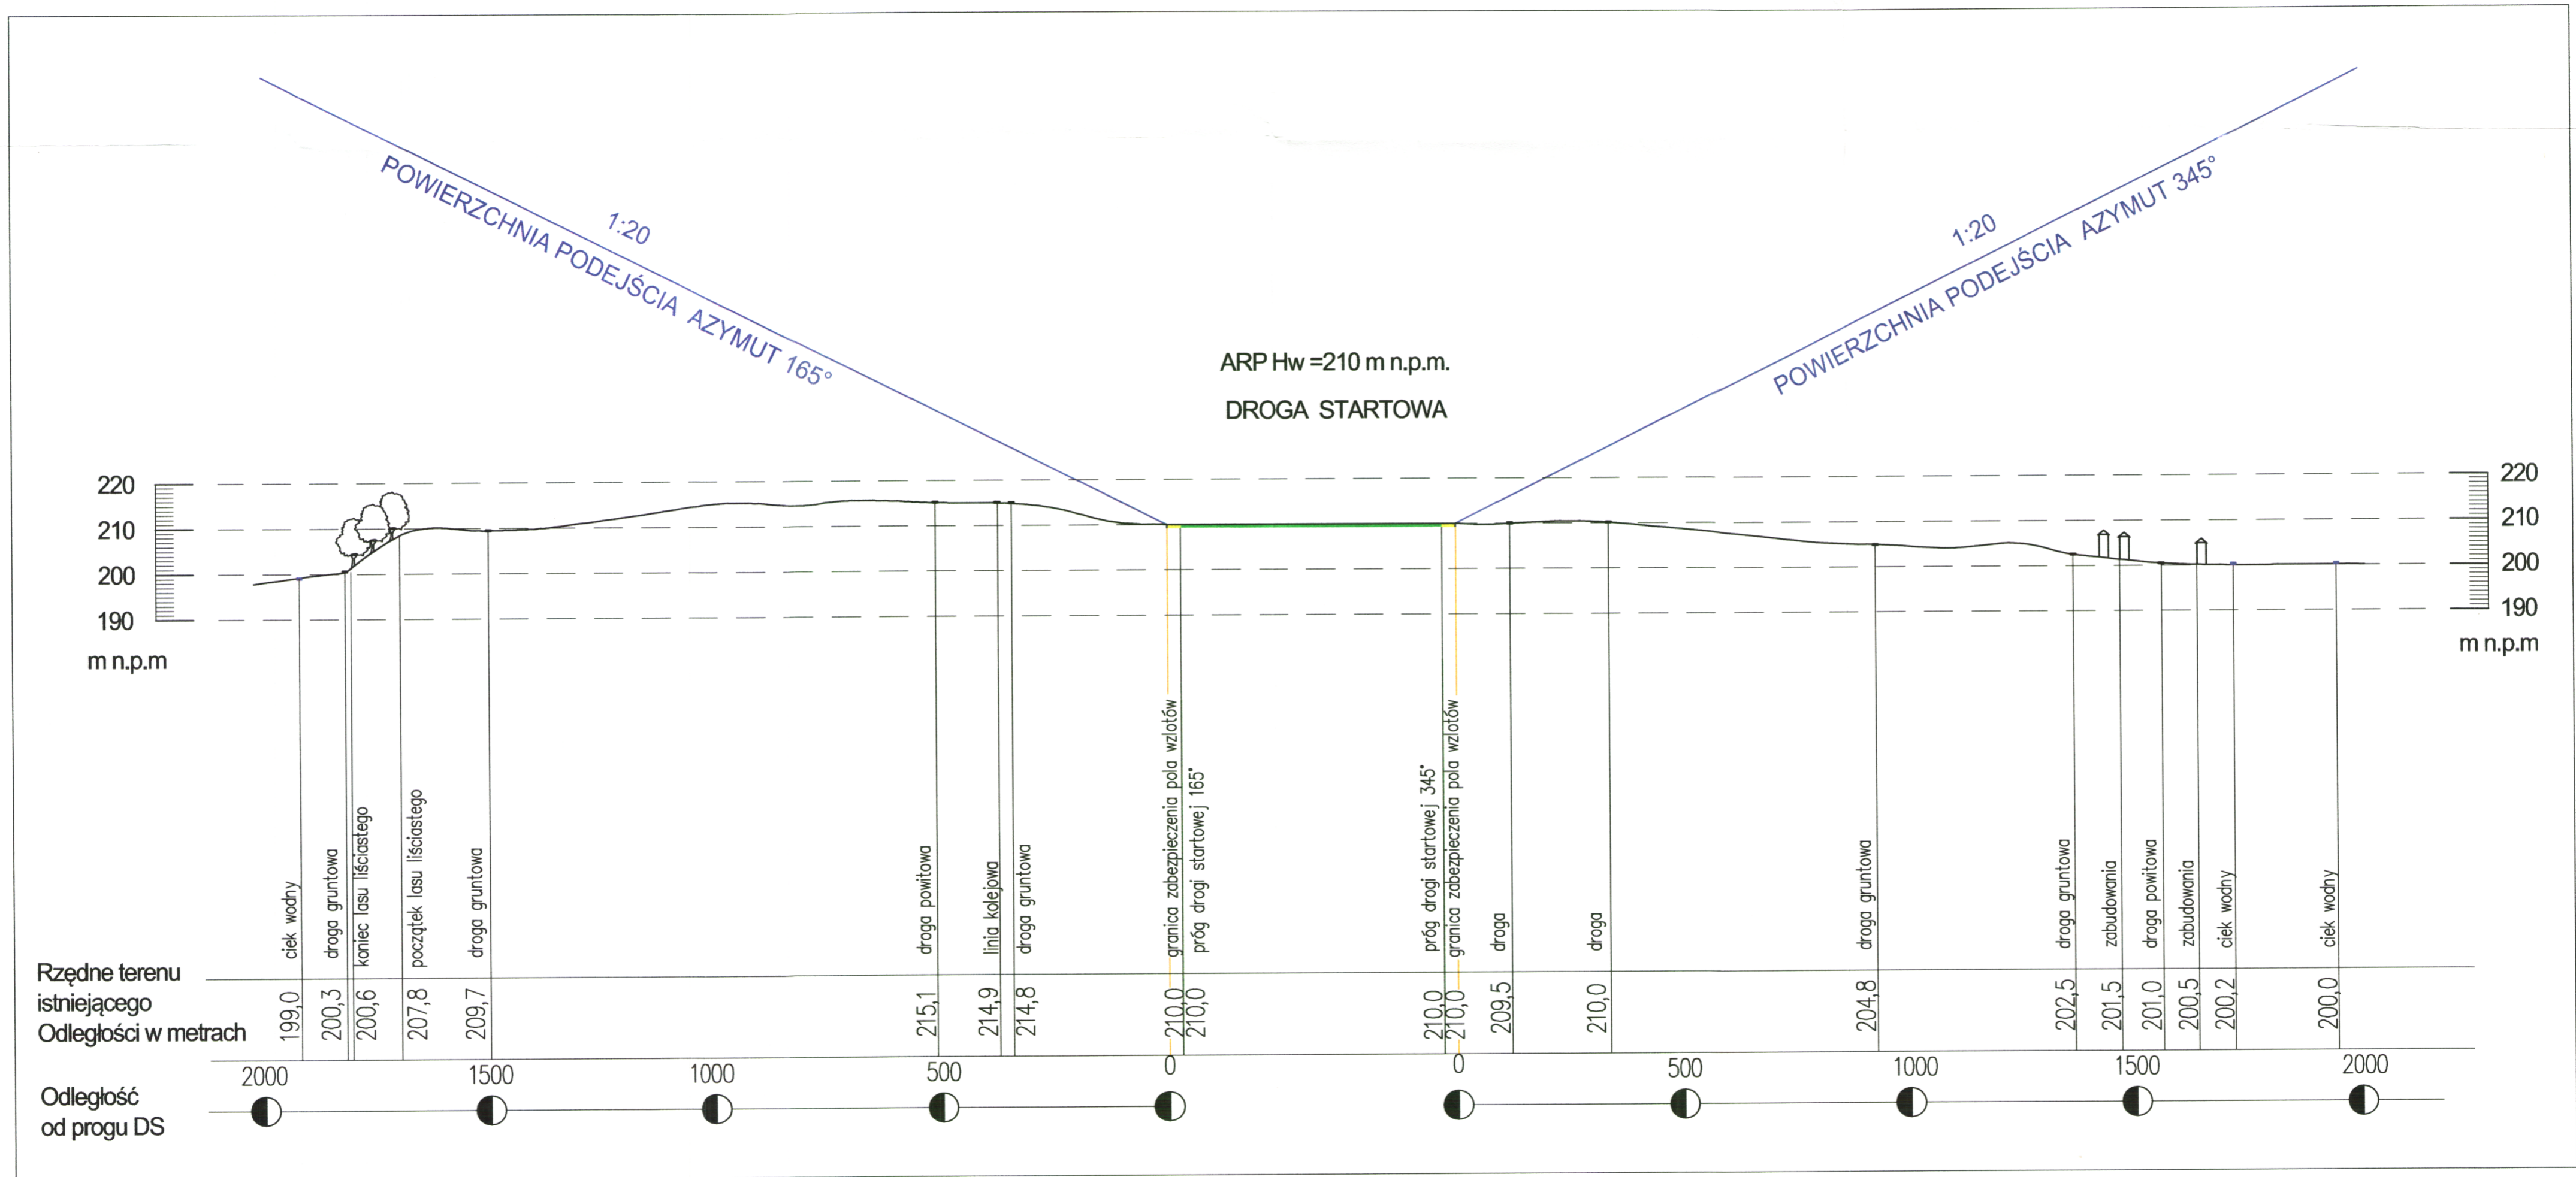 1:20
POWIERZCHNIA PODEJŚCIA AZYMUT 165°
1:20
POWIERZCHNIA PODEJŚCIA AZYMUT 345°
ARP Hw =210 m n.p.m.
DROGA STARTOWA
220
210
200
190
m n.p.m
220
210
200
190
m n.p.m
ciek wodny
droga gruntowa
koniec lasu liściastego
początek lasu liściastego
droga gruntowa
droga powitowa
linia kolejowa
droga gruntowa
granica zabezpieczenia pola wzlotów
próg drogi startowej 165°
próg drogi startowej 345°
granica zabezpieczenia pola wzlotów
droga
droga
droga gruntowa
droga gruntowa
zabudowania
droga powitowa
zabudowania
ciek wodny
ciek wodny
Rzędne terenu
istniejącego
Odległości w metrach
199,0
200,3
200,6
207,8
209,7
215,1
214,9
214,8
210,0
210,0
210,0
210,0
209,5
210,0
204,8
202,5
201,5
201,0
200,5
200,2
200,0
2000 1500 1000 500 0 0 500 1000 1500 2000
Odległość
od progu DS